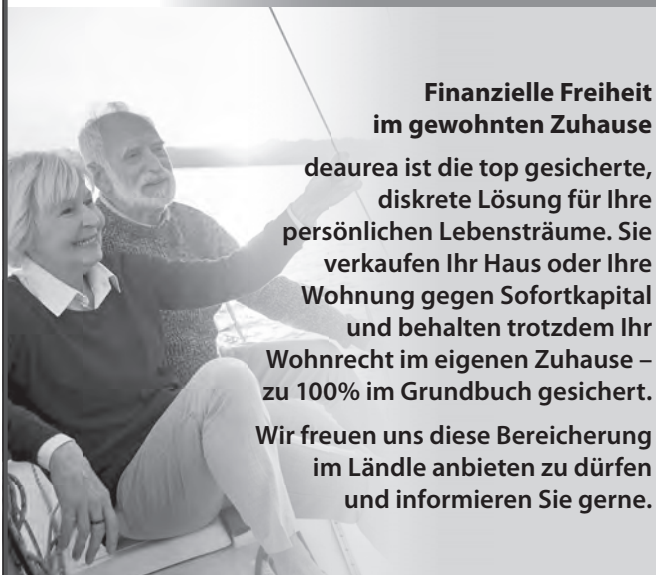 Finanzielle Freiheit
im gewohnten Zuhause
deaurea ist die top gesicherte,
diskrete Lösung für Ihre
persönlichen Lebensträume. Sie
verkaufen Ihr Haus oder Ihre
Wohnung gegen Sofortkapital
und behalten trotzdem Ihr
Wohnrecht im eigenen Zuhause –
zu 100% im Grundbuch gesichert.
Wir freuen uns diese Bereicherung
im Ländle anbieten zu dürfen
und informieren Sie gerne.